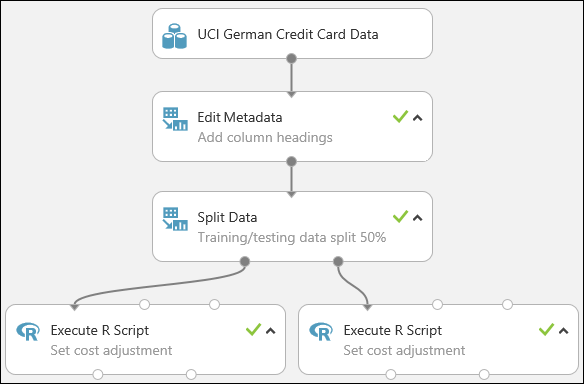 UCI German Credit Card Data
Edit Metadata
Add column headings
Split Data
Training/testing data split 50%
R Execute R Script
Set cost adjustment
R Execute R Script
Set cost adjustment